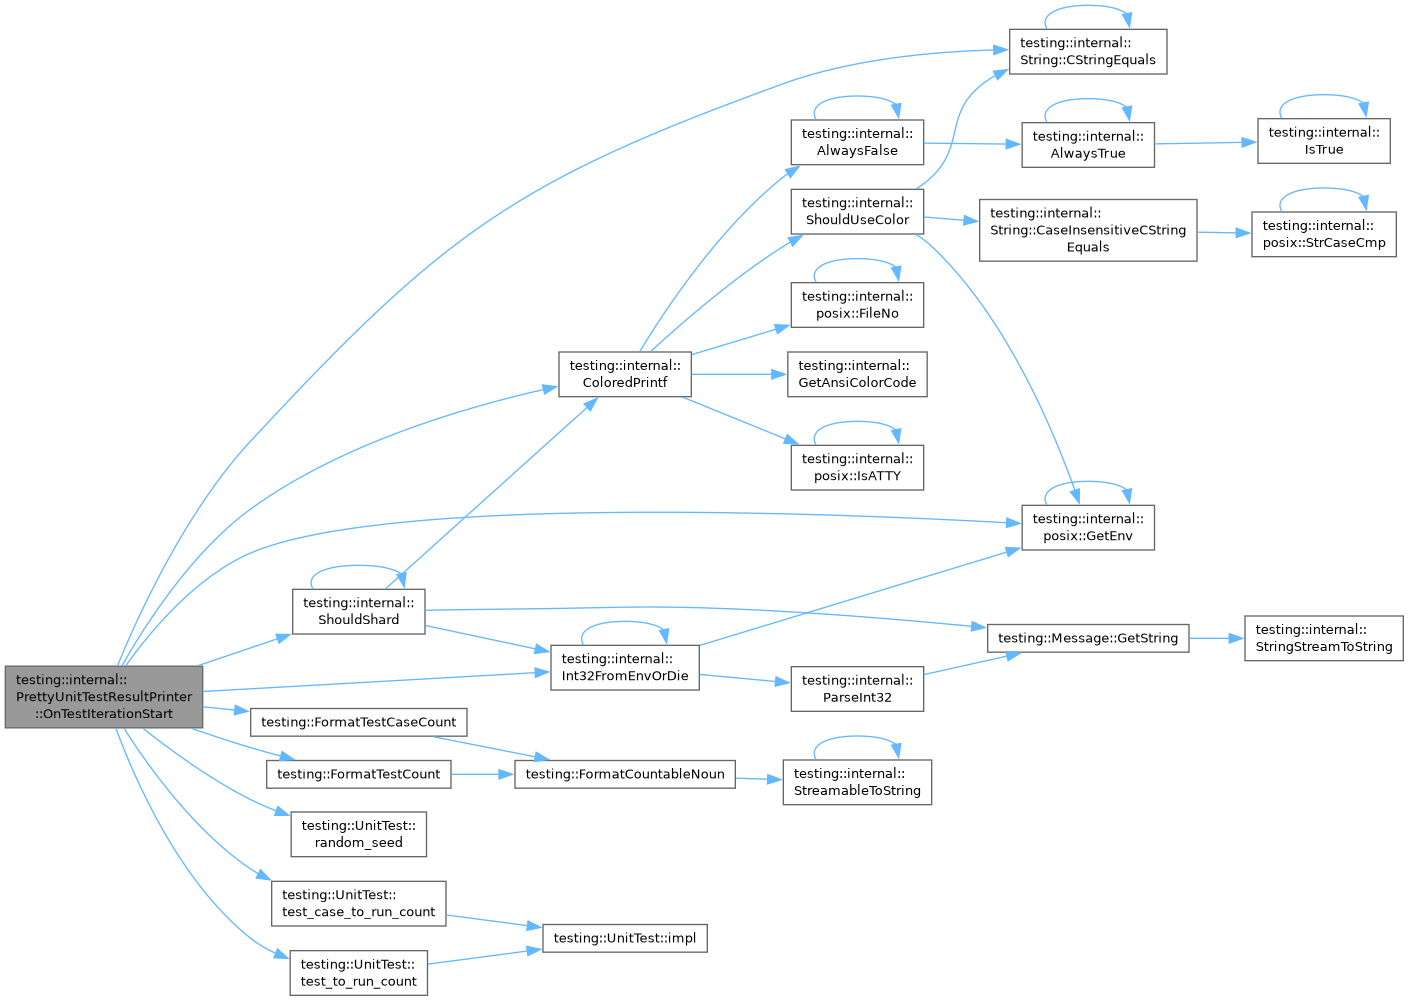 testing::internal::
String::CStringEquals
testing::internal::
AlwaysFalse
testing::internal::
AlwaysTrue
testing::internal::
IsTrue
testing::internal::
ShouldUseColor
testing::internal::
String::CaseInsensitiveCString
Equals
testing::internal::
posix::StrCaseCmp
testing::internal::
posix::FileNo
testing::internal::
ColoredPrintf
testing::internal::
GetAnsiColorCode
testing::internal::
posix::IsATTY
testing::internal::
posix::GetEnv
testing::internal::
ShouldShard
testing::Message::GetString
testing::internal::
StringStreamToString
testing::internal::
Int32FromEnvOrDie
testing::internal::
ParseInt32
testing::internal::
PrettyUnitTestResultPrinter
::OnTestIterationStart
testing::FormatTestCaseCount
testing::FormatTestCount
testing::FormatCountableNoun
testing::internal::
StreamableToString
testing::UnitTest::
random_seed
testing::UnitTest::
test_case_to_run_count
testing::UnitTest::impl
testing::UnitTest::
test_to_run_count